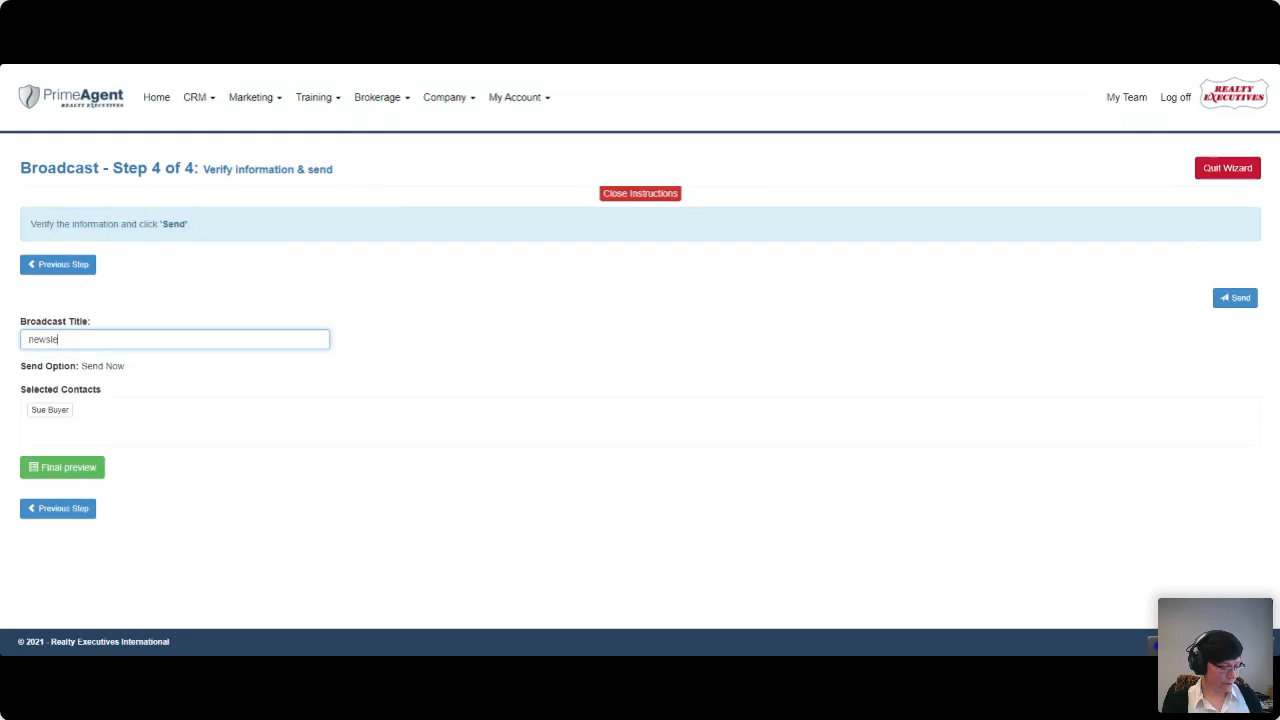 PrimeAgent
REALTY EXECUTIVES
Home CRM Marketing Training Brokerage Company My Account My Team Log off
REALTY EXECUTIVES
Broadcast - Step 4 of 4: Verify information & send
Quit Wizard
Close Instructions
Verify the information and click "Send".
Previous Step
Send
Broadcast Title:
newsle
Send Option: Send Now
Selected Contacts
Sue Buyer
Final preview
Previous Step
© 2021 - Realty Executives International